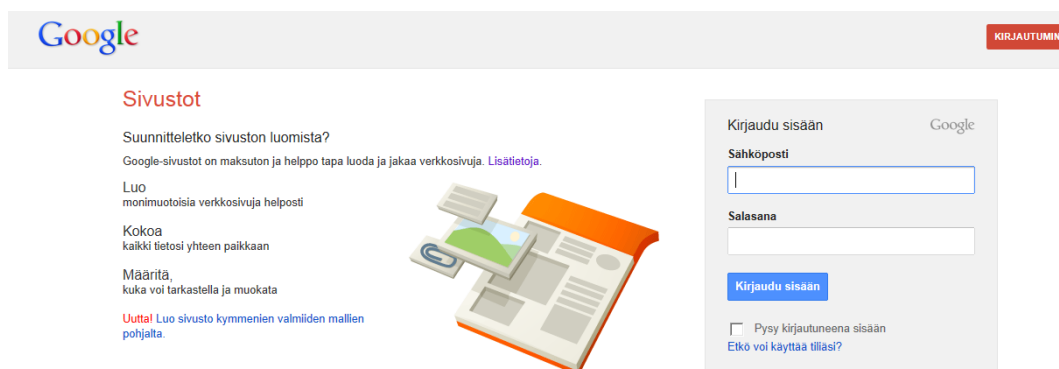 Google
KIRJAUTUMIN
Sivustot
Suunnitteletko sivuston luomista?
Google-sivustot on maksuton ja helppo tapa luoda ja jakaa verkkosivuja. Lisätietoja.
Luo
monimuotoisia verkkosivuja helposti
Kokoa
kaikki tietosi yhteen paikkaan
Määritä,
kuka voi tarkastella ja muokata
Uutta! Luo sivusto kymmenien valmiiden mallien
pohjalta.
Kirjaudu sisään Google
Sähköposti
Salasana
Kirjaudu sisään
Pysy kirjautuneena sisään
Etkö voi käyttää tiliäsi?